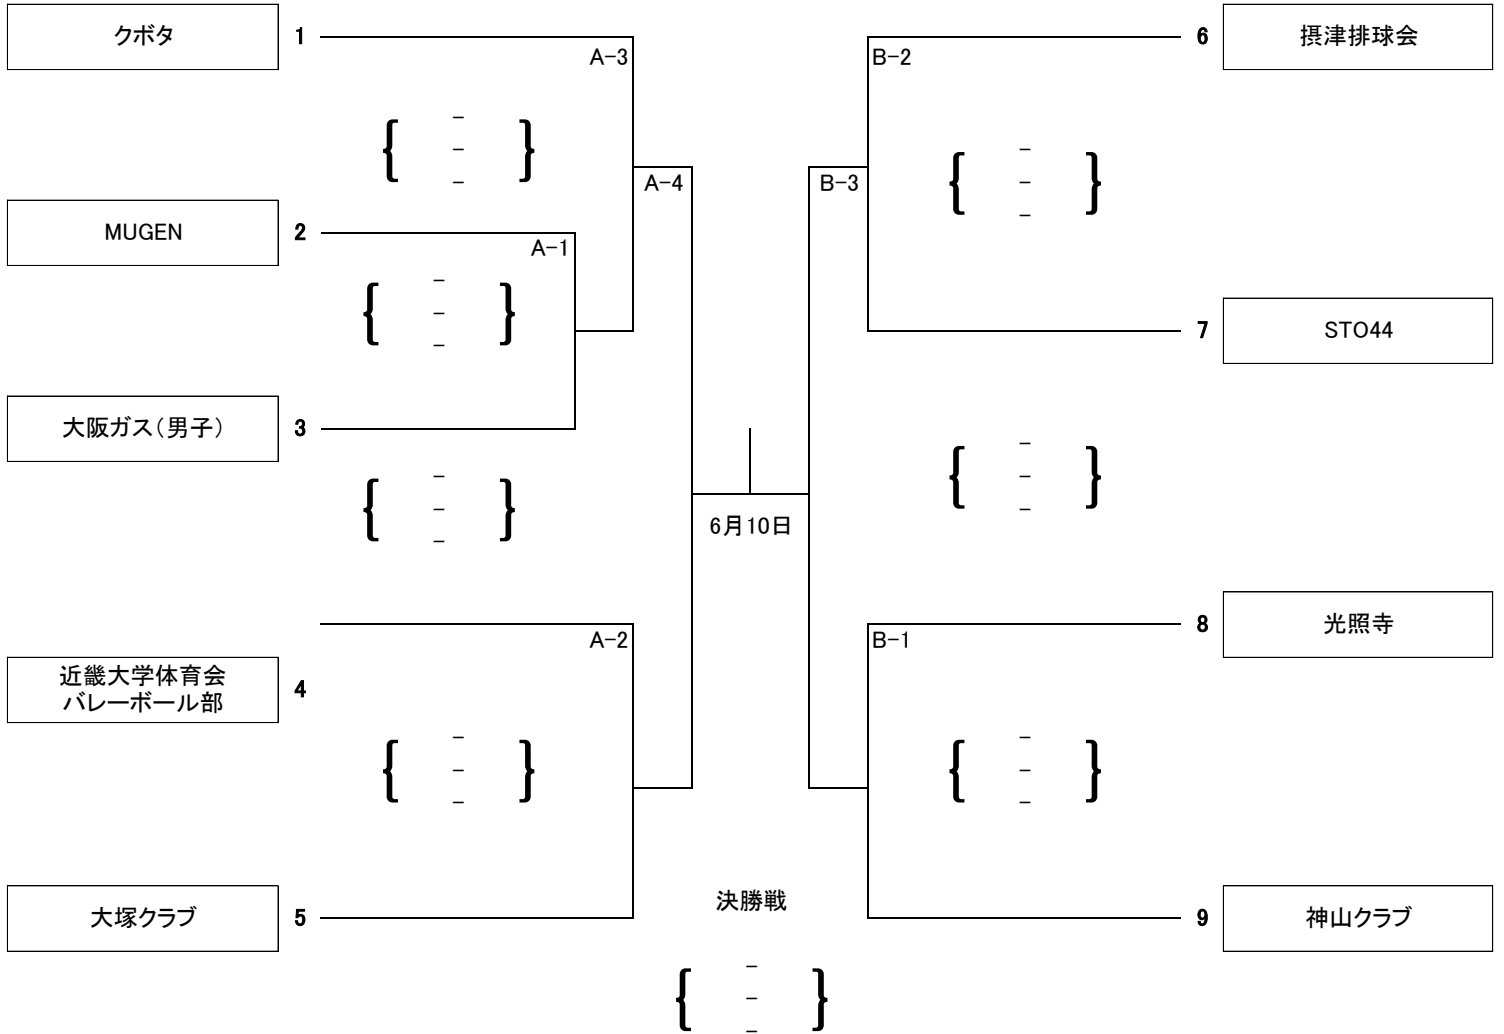 クボタ
1
A-3
{ - - - }
MUGEN
2
A-1
{ - - - }
大阪ガス（男子）
3
{ - - - }
A-4
近畿大学体育会
バレーボール部
4
A-2
{ - - - }
大塚クラブ
5
6月10日
決勝戦
{ - - - }
B-2
6
摂津排球会
{ - - - }
B-3
7
STO44
{ - - - }
B-1
8
光照寺
{ - - - }
9
神山クラブ